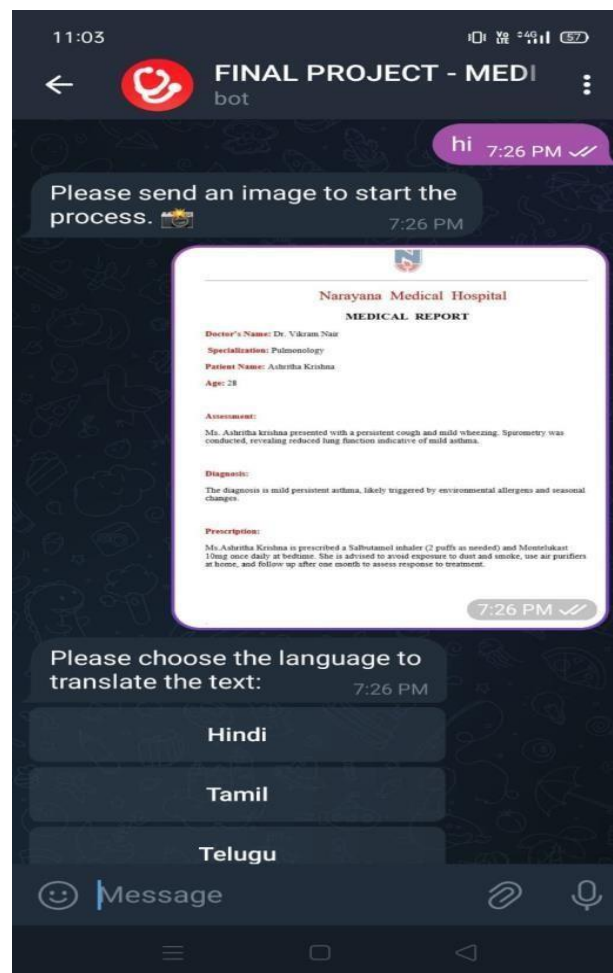 11:03
Vo LTE 4G 57
FINAL PROJECT - MEDI
bot
hi 7:26 PM
Please send an image to start the
process. 7:26 PM
Narayana Medical Hospital
MEDICAL REPORT
Doctor's Name: Dr. Vikram Nair
Specialization: Pulmonology
Patient Name: Ashritha Krishna
Age: 28
Assessment:
Ms. Ashritha krishna presented with a persistent cough and mild wheezing. Spirometry was
conducted, revealing reduced lung function indicative of mild asthma.
Diagnosis:
The diagnosis is mild persistent asthma, likely triggered by environmental allergens and seasonal
changes.
Prescription:
Ms.Ashritha Krishna is prescribed a Salbutamol inhaler (2 puffs as needed) and Montelukast
10mg once daily at bedtime. She is advised to avoid exposure to dust and smoke, use air purifiers
at home, and follow up after one month to assess response to treatment.
7:26 PM
Please choose the language to
translate the text: 7:26 PM
Hindi
Tamil
Telugu
Message